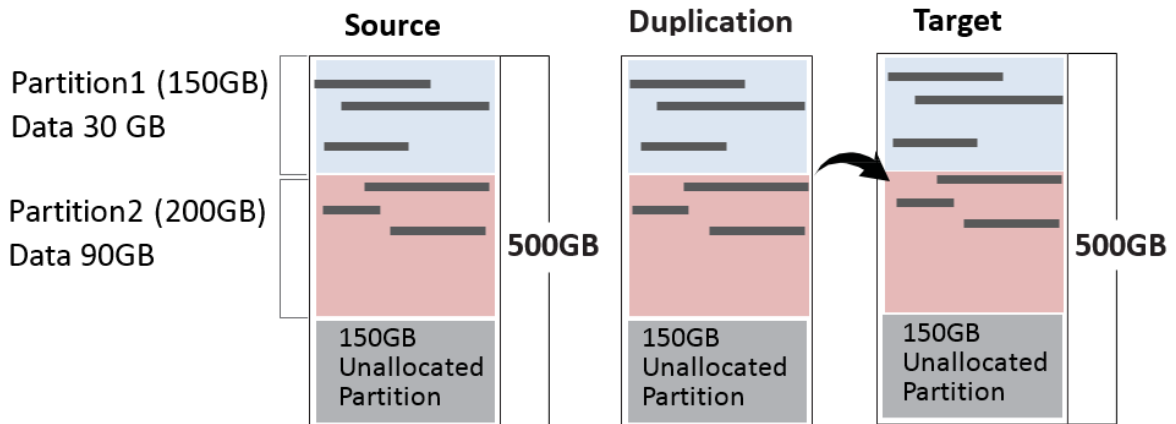 Source
Duplication
Target
Partition1 (150GB)
Data 30 GB
Partition2 (200GB)
Data 90GB
500GB
500GB
150GB
Unallocated
Partition
150GB
Unallocated
Partition
150GB
Unallocated
Partition